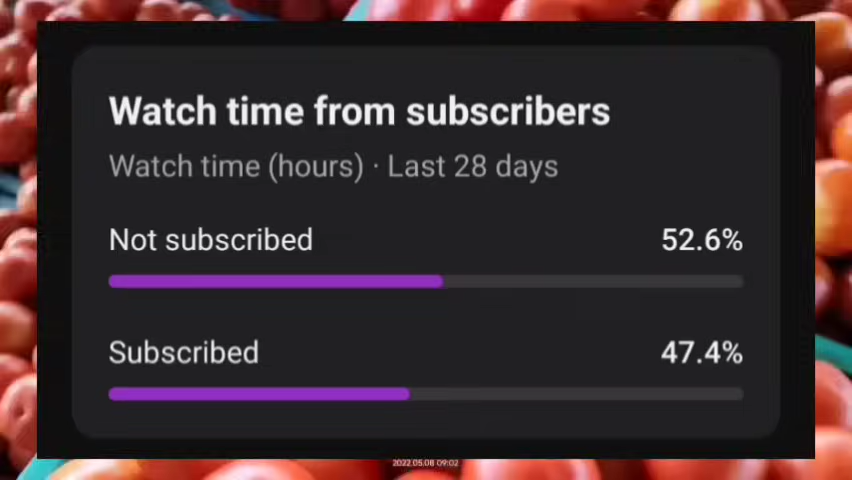 Watch time from subscribers
Watch time (hours) · Last 28 days
Not subscribed 52.6%
Subscribed 47.4%
2022.05.08 09:02